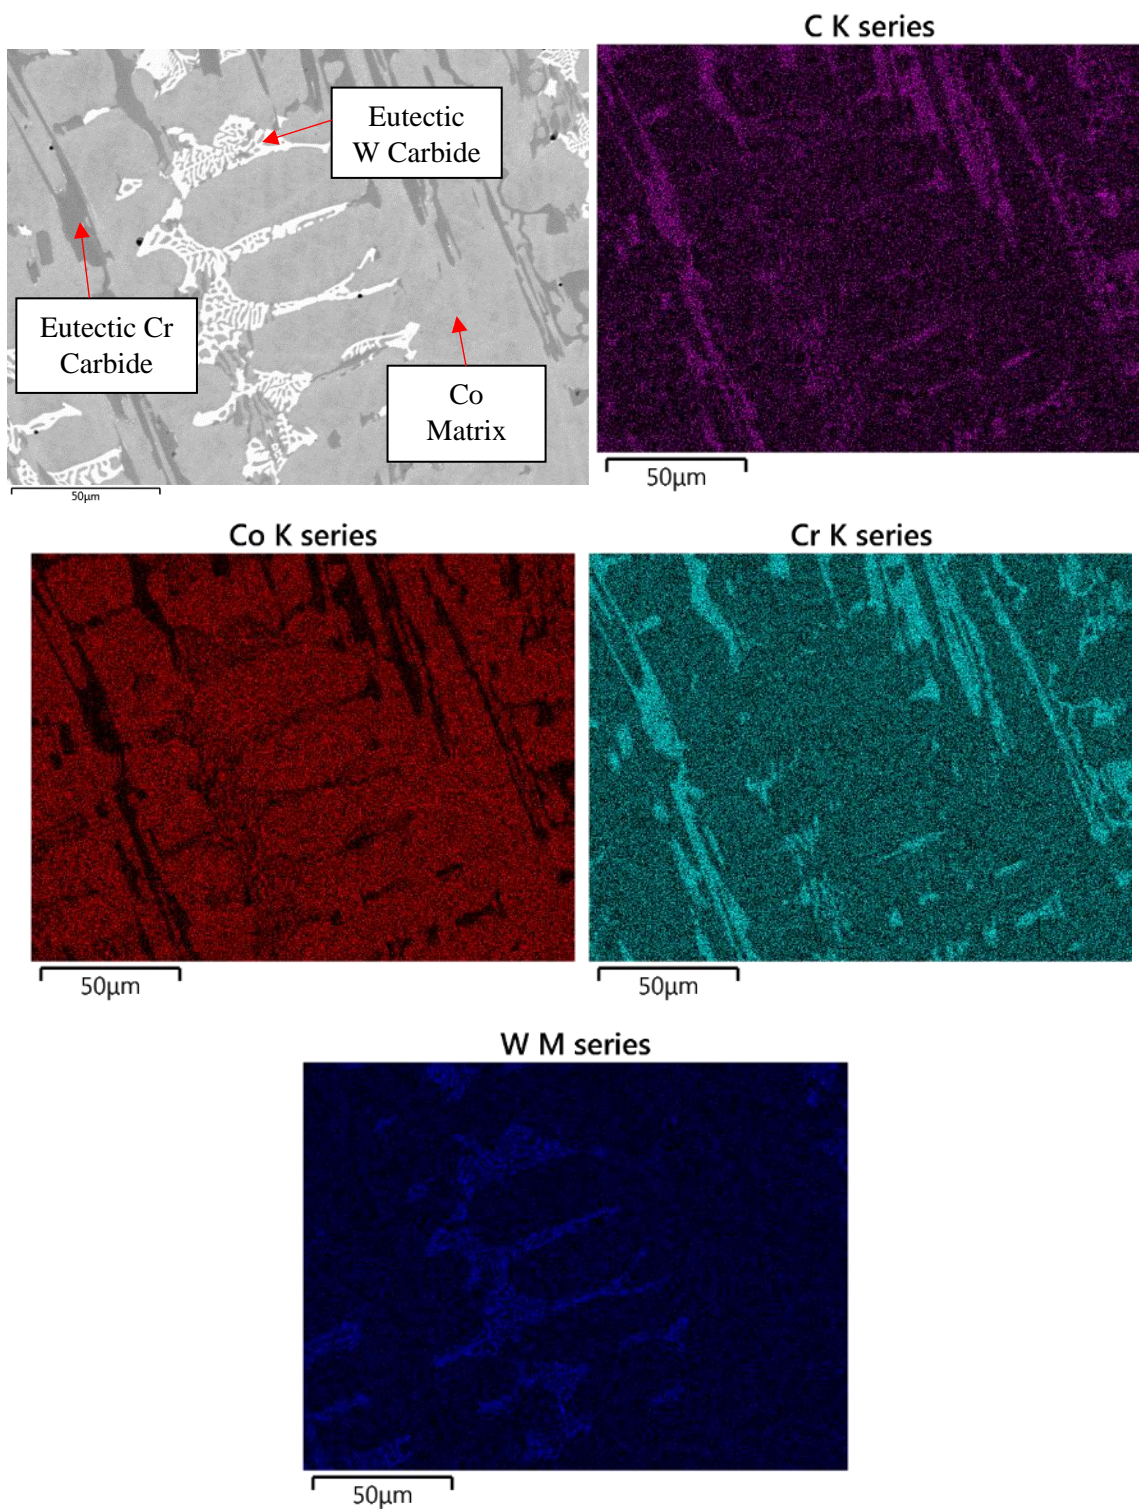 C K series
Eutectic
W Carbide
Eutectic Cr
Carbide
Co
Matrix
50µm
50µm
Co K series
Cr K series
50µm
50µm
W M series
50µm